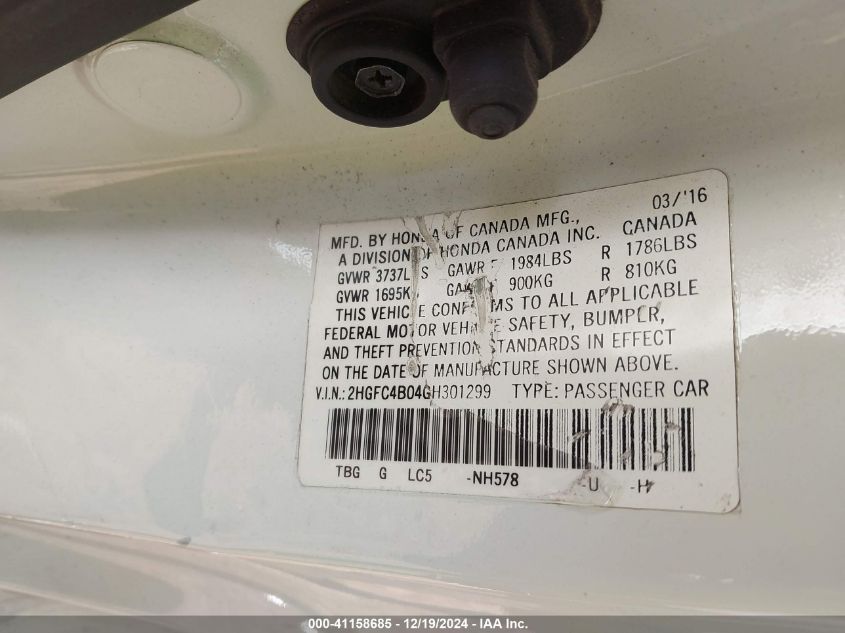 03/'16
MFD. BY HONDA OF CANADA MFG.,
A DIVISION OF HONDA CANADA INC. CANADA
GVWR 3737LBS GAWR F 1984LBS R 1786LBS
GVWR 1695K GAWR 900KG R 810KG
THIS VEHICLE CONFORMS TO ALL APPLICABLE
FEDERAL MOTOR VEHICLE SAFETY, BUMPER,
AND THEFT PREVENTION STANDARDS IN EFFECT
ON THE DATE OF MANUFACTURE SHOWN ABOVE.
V.I.N.: 2HGFC4B04GH301299 TYPE: PASSENGER CAR
TBG G LC5 -NH578 -U -H
000-41158685 - 12/19/2024 - IAA Inc.